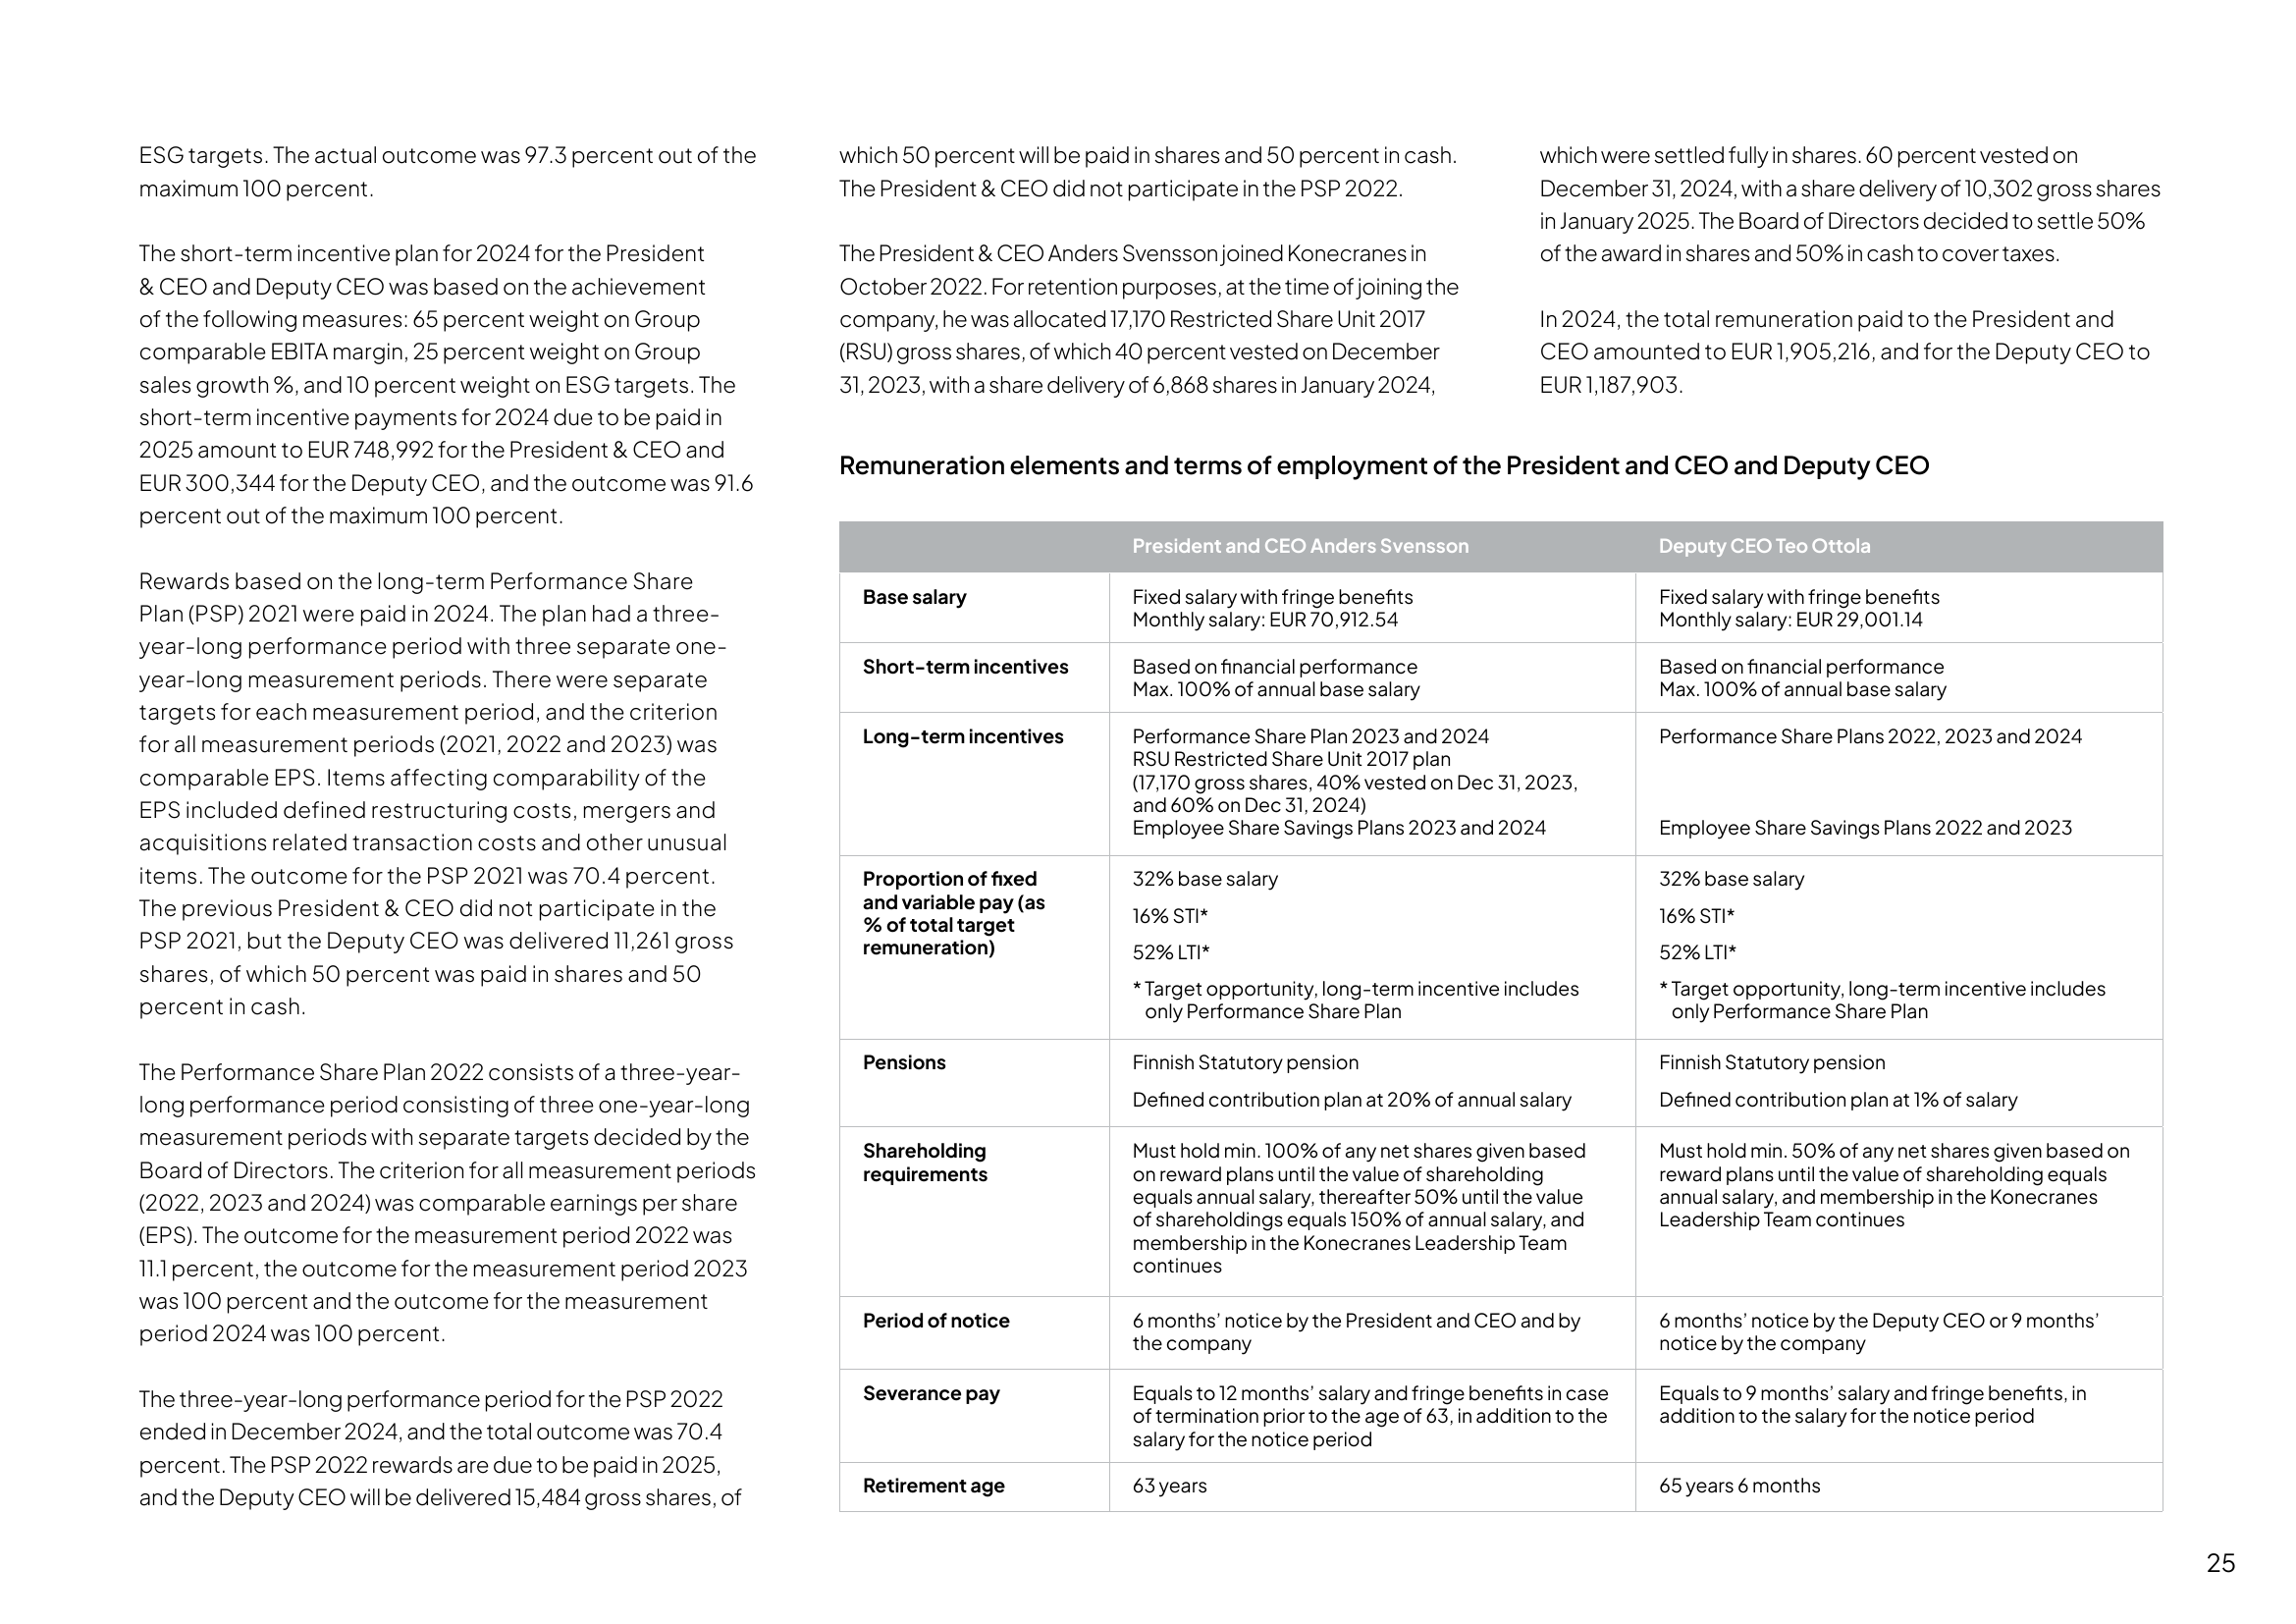 ESG targets. The actual outcome was 97.3 percent out of the
maximum 100 percent.
The short-term incentive plan for 2024 for the President
& CEO and Deputy CEO was based on the achievement
of the following measures: 65 percent weight on Group
comparable EBITA margin, 25 percent weight on Group
sales growth %, and 10 percent weight on ESG targets. The
short-term incentive payments for 2024 due to be paid in
2025 amount to EUR 748,992 for the President & CEO and
EUR 300,344 for the Deputy CEO, and the outcome was 91.6
percent out of the maximum 100 percent.
Rewards based on the long-term Performance Share
Plan (PSP) 2021 were paid in 2024. The plan had a three-
year-long performance period with three separate one-
year-long measurement periods. There were separate
targets for each measurement period, and the criterion
for all measurement periods (2021, 2022 and 2023) was
comparable EPS. Items affecting comparability of the
EPS included defined restructuring costs, mergers and
acquisitions related transaction costs and other unusual
items. The outcome for the PSP 2021 was 70.4 percent.
The previous President & CEO did not participate in the
PSP 2021, but the Deputy CEO was delivered 11,261 gross
shares, of which 50 percent was paid in shares and 50
percent in cash.
The Performance Share Plan 2022 consists of a three-year-
long performance period consisting of three one-year-long
measurement periods with separate targets decided by the
Board of Directors. The criterion for all measurement periods
(2022, 2023 and 2024) was comparable earnings per share
(EPS). The outcome for the measurement period 2022 was
11.1 percent, the outcome for the measurement period 2023
was 100 percent and the outcome for the measurement
period 2024 was 100 percent.
The three-year-long performance period for the PSP 2022
ended in December 2024, and the total outcome was 70.4
percent. The PSP 2022 rewards are due to be paid in 2025,
and the Deputy CEO will be delivered 15,484 gross shares, of
which 50 percent will be paid in shares and 50 percent in cash.
The President & CEO did not participate in the PSP 2022.
The President & CEO Anders Svensson joined Konecranes in
October 2022. For retention purposes, at the time of joining the
company, he was allocated 17,170 Restricted Share Unit 2017
(RSU) gross shares, of which 40 percent vested on December
31, 2023, with a share delivery of 6,868 shares in January 2024,
which were settled fully in shares. 60 percent vested on
December 31, 2024, with a share delivery of 10,302 gross shares
in January 2025. The Board of Directors decided to settle 50%
of the award in shares and 50% in cash to cover taxes.
In 2024, the total remuneration paid to the President and
CEO amounted to EUR 1,905,216, and for the Deputy CEO to
EUR 1,187,903.
Remuneration elements and terms of employment of the President and CEO and Deputy CEO
President and CEO Anders Svensson
Deputy CEO Teo Ottola
Base salary
Fixed salary with fringe benefits
Monthly salary: EUR 70,912.54
Fixed salary with fringe benefits
Monthly salary: EUR 29,001.14
Short-term incentives
Based on financial performance
Max. 100% of annual base salary
Based on financial performance
Max. 100% of annual base salary
Long-term incentives
Performance Share Plan 2023 and 2024
RSU Restricted Share Unit 2017 plan
(17,170 gross shares, 40% vested on Dec 31, 2023,
and 60% on Dec 31, 2024)
Employee Share Savings Plans 2023 and 2024
Performance Share Plans 2022, 2023 and 2024
Employee Share Savings Plans 2022 and 2023
Proportion of fixed
and variable pay (as
% of total target
remuneration)
32% base salary
16% STI*
52% LTI*
* Target opportunity, long-term incentive includes
only Performance Share Plan
32% base salary
16% STI*
52% LTI*
* Target opportunity, long-term incentive includes
only Performance Share Plan
Pensions
Finnish Statutory pension
Defined contribution plan at 20% of annual salary
Finnish Statutory pension
Defined contribution plan at 1% of salary
Shareholding
requirements
Must hold min. 100% of any net shares given based
on reward plans until the value of shareholding
equals annual salary, thereafter 50% until the value
of shareholdings equals 150% of annual salary, and
membership in the Konecranes Leadership Team
continues
Must hold min. 50% of any net shares given based on
reward plans until the value of shareholding equals
annual salary, and membership in the Konecranes
Leadership Team continues
Period of notice
6 months’ notice by the President and CEO and by
the company
6 months’ notice by the Deputy CEO or 9 months’
notice by the company
Severance pay
Equals to 12 months’ salary and fringe benefits in case
of termination prior to the age of 63, in addition to the
salary for the notice period
Equals to 9 months’ salary and fringe benefits, in
addition to the salary for the notice period
Retirement age
63 years
65 years 6 months
25